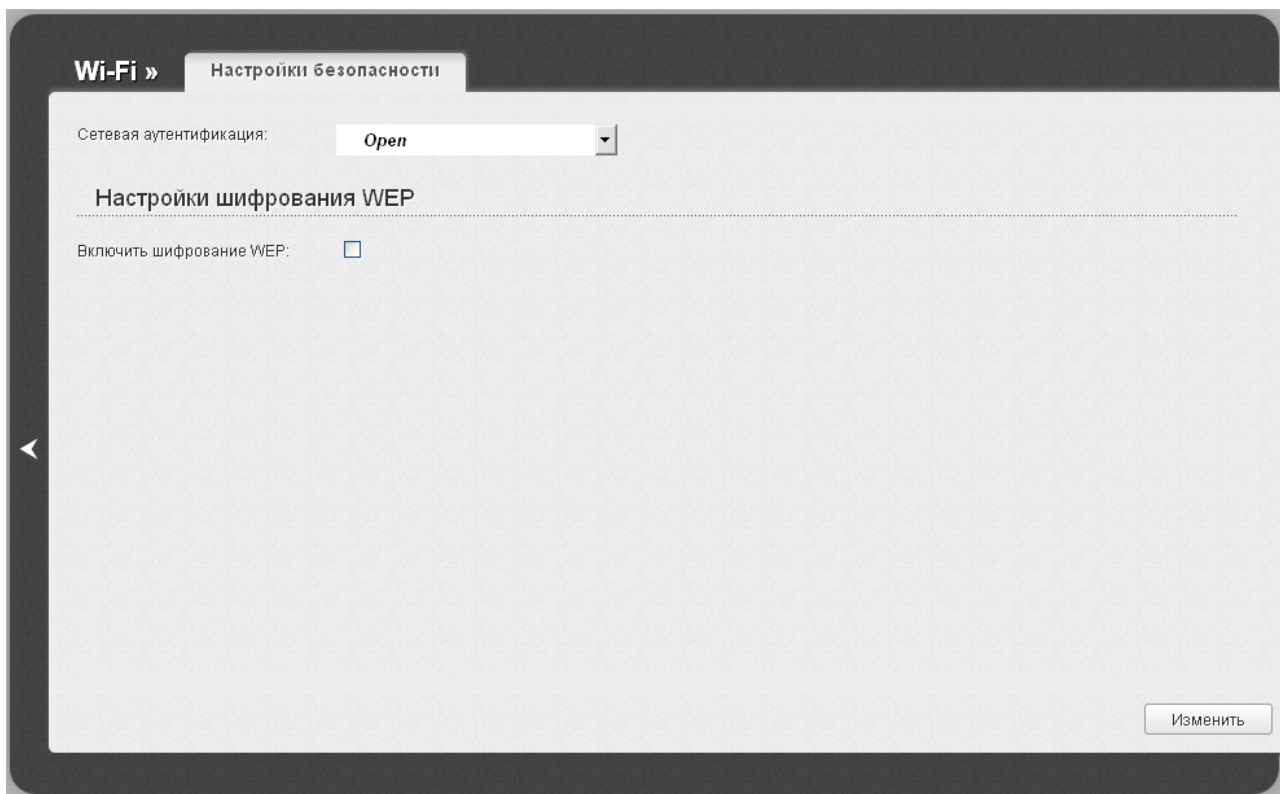 Wi-Fi » Настройки безопасности
Сетевая аутентификация: Open
Настройки шифрования WEP
Включить шифрование WEP:
Изменить